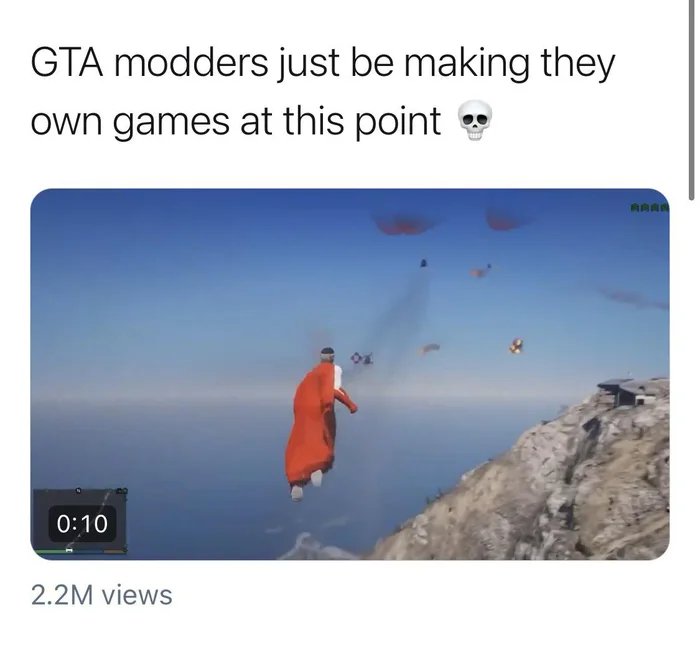 GTA modders just be making they
own games at this point 💀
0:10
2.2M views